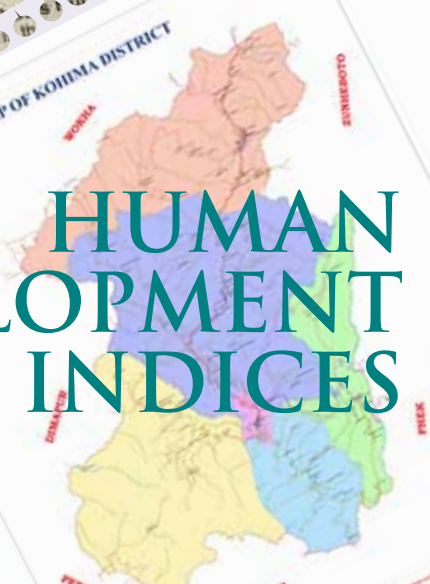 P OF KOHIMA DISTRICT
WOKHA
ZUNHEBOTO
HUMAN
LOPMENT
INDICES
DIMAPUR
PHEK